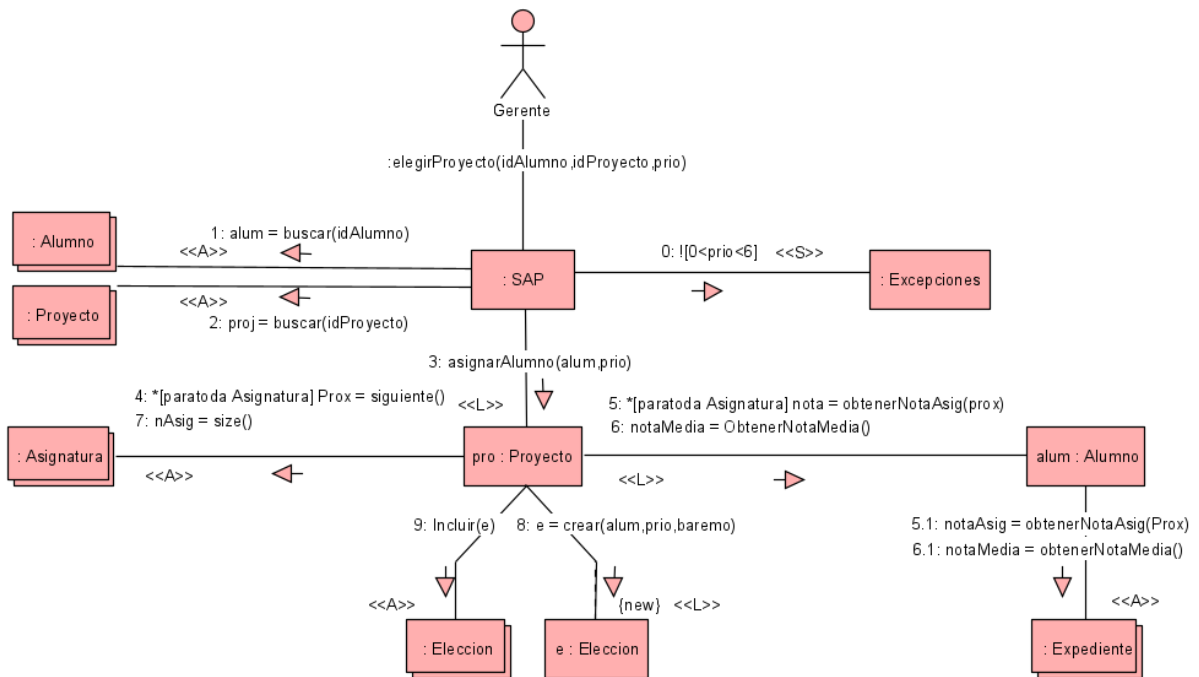 Gerente
:elegirProyecto(idAlumno,idProyecto,prio)
1: alum = buscar(idAlumno)
: Alumno
<<A>>
0: ![0<prio<6] <<S>>
: SAP
: Excepciones
: Proyecto
<<A>>
2: proj = buscar(idProyecto)
3: asignarAlumno(alum,prio)
4: *[paratoda Asignatura] Prox = siguiente()
7: nAsig = size()
<<L>>
5: *[paratoda Asignatura] nota = obtenerNotaAsig(prox)
6: notaMedia = ObtenerNotaMedia()
: Asignatura
pro : Proyecto
alum : Alumno
<<A>>
<<L>>
9: Incluir(e)
8: e = crear(alum,prio,baremo)
5.1: notaAsig = obtenerNotaAsig(Prox)
6.1: notaMedia = obtenerNotaMedia()
<<A>>
{new} <<L>>
<<A>>
: Eleccion
e : Eleccion
: Expediente